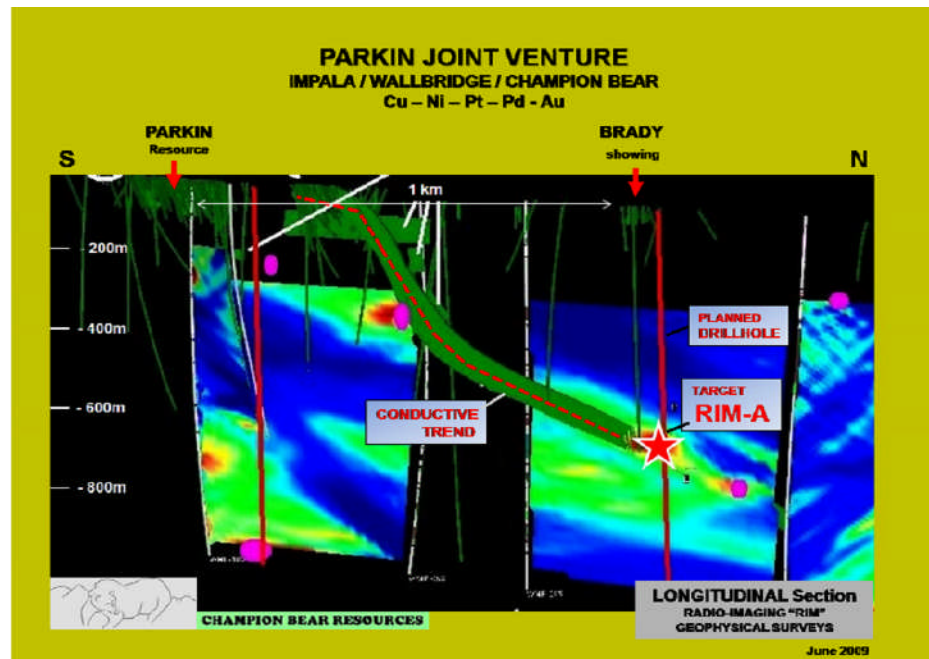 PARKIN JOINT VENTURE
IMPALA / WALLBRIDGE / CHAMPION BEAR
Cu – Ni – Pt – Pd - Au
PARKIN
Resource
BRADY
showing
S
N
1 km
- 200m
- 400m
- 600m
- 800m
PLANNED
DRILLHOLE
TARGET
RIM-A
CONDUCTIVE
TREND
LONGITUDINAL Section
RADIO-IMAGING “RIM”
GEOPHYSICAL SURVEYS
CHAMPION BEAR RESOURCES
June 2009